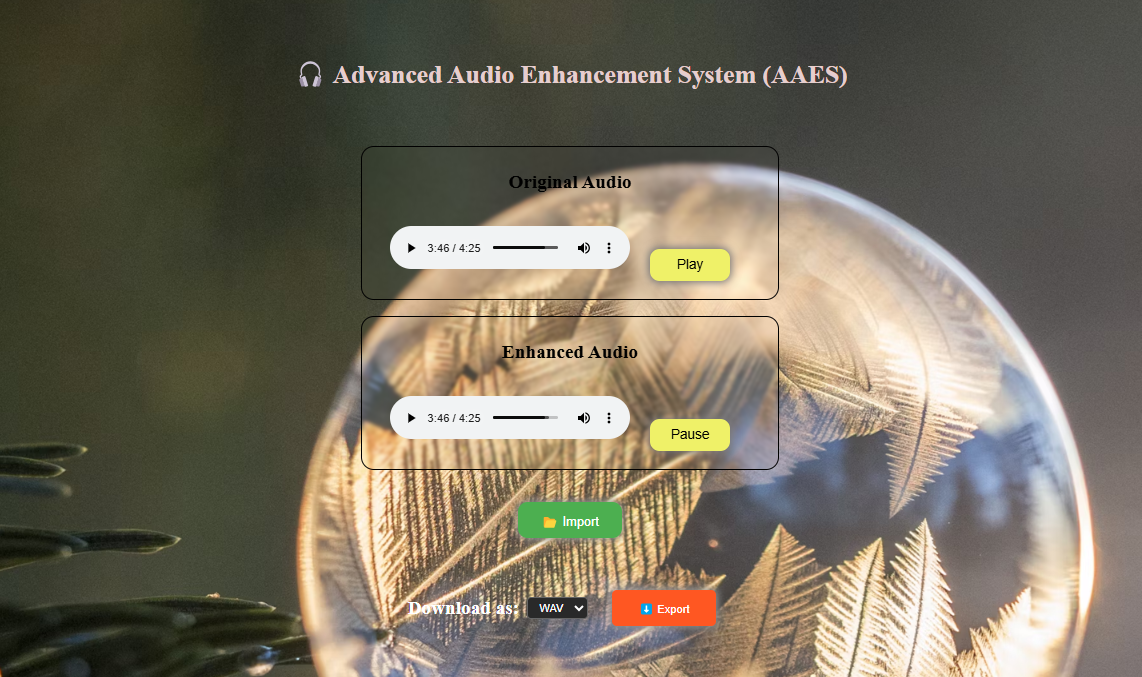 🎧 Advanced Audio Enhancement System (AAES)
Original Audio
3:46 / 4:25
Play
Enhanced Audio
3:46 / 4:25
Pause
📂 Import
Download as: WAV ⬇️ Export